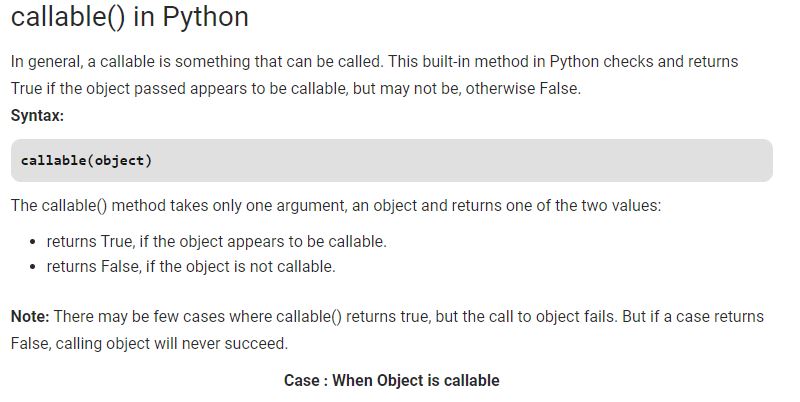 callable() in Python
In general, a callable is something that can be called. This built-in method in Python checks and returns
True if the object passed appears to be callable, but may not be, otherwise False.
Syntax:
callable(object)
The callable() method takes only one argument, an object and returns one of the two values:
• returns True, if the object appears to be callable.
• returns False, if the object is not callable.
Note: There may be few cases where callable() returns true, but the call to object fails. But if a case returns
False, calling object will never succeed.
Case : When Object is callable